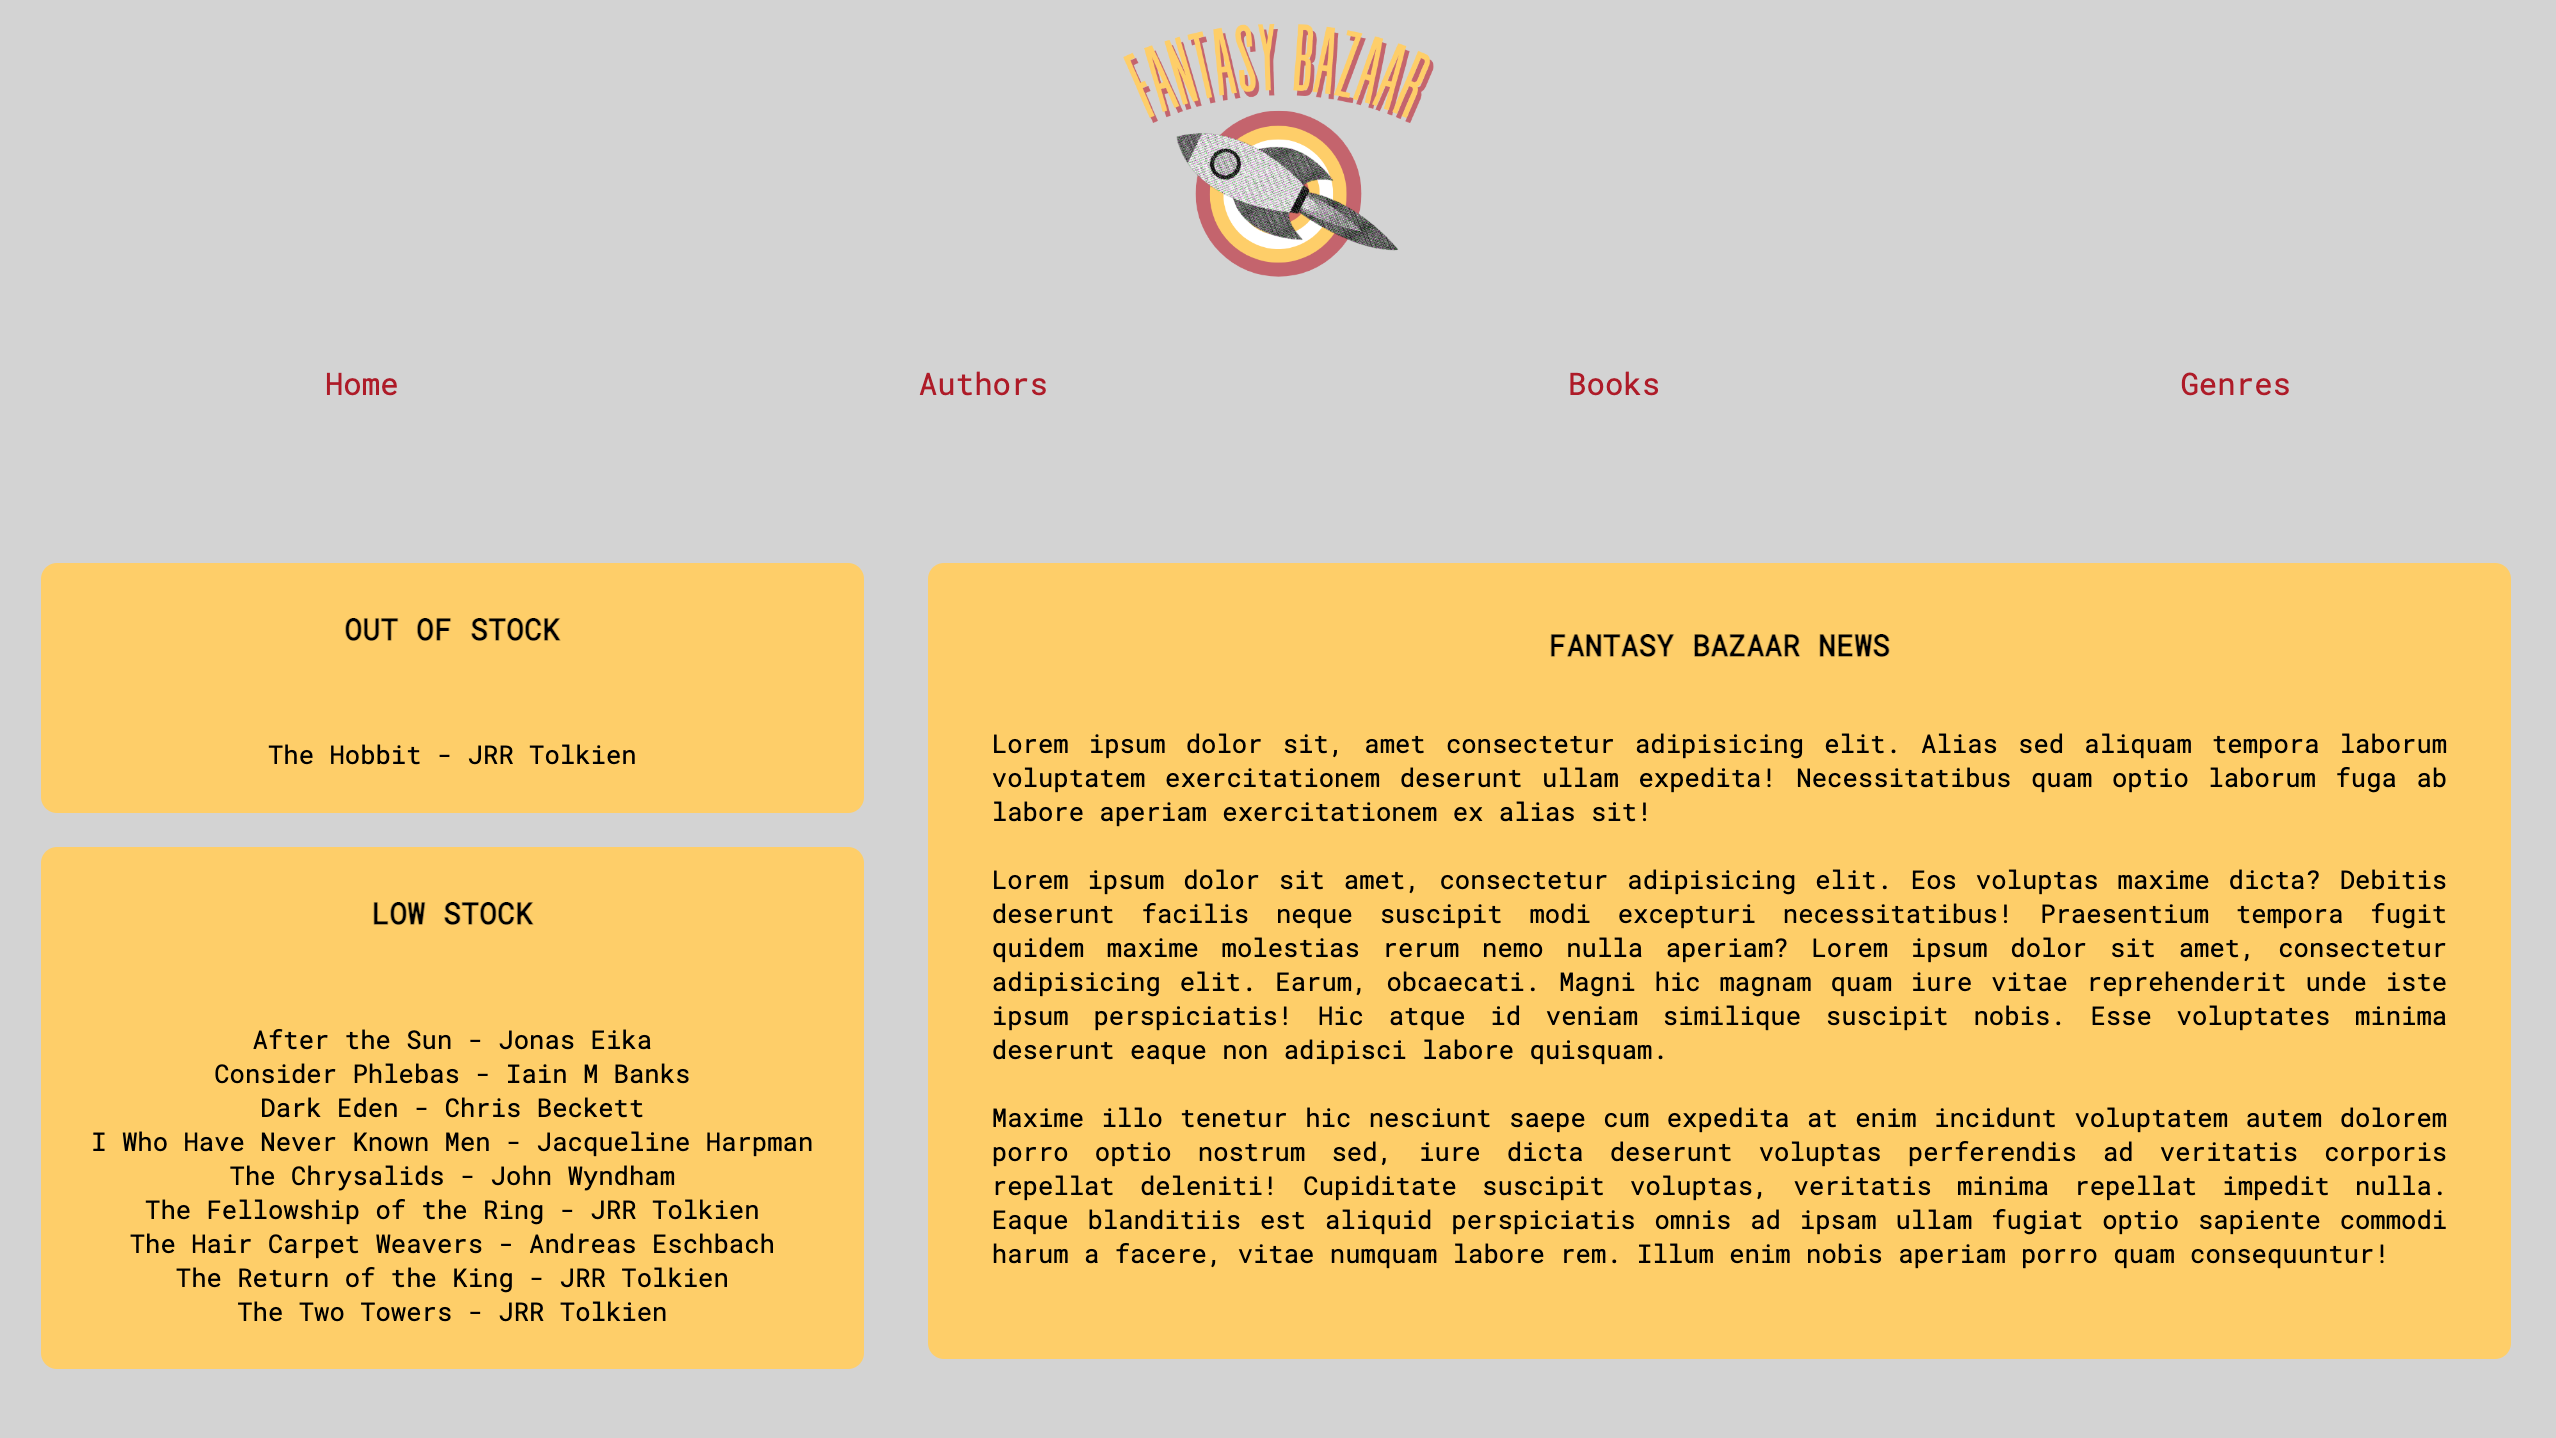 FANTASY BAZAAR
Home
Authors
Books
Genres
OUT OF STOCK
The Hobbit - JRR Tolkien
LOW STOCK
After the Sun - Jonas Eika
Consider Phlebas - Iain M Banks
Dark Eden - Chris Beckett
I Who Have Never Known Men - Jacqueline Harpman
The Chrysalids - John Wyndham
The Fellowship of the Ring - JRR Tolkien
The Hair Carpet Weavers - Andreas Eschbach
The Return of the King - JRR Tolkien
The Two Towers - JRR Tolkien
FANTASY BAZAAR NEWS
Lorem ipsum dolor sit, amet consectetur adipisicing elit. Alias sed aliquam tempora laborum
voluptatem exercitationem deserunt ullam expedita! Necessitatibus quam optio laborum fuga ab
labore aperiam exercitationem ex alias sit!
Lorem ipsum dolor sit amet, consectetur adipisicing elit. Eos voluptas maxime dicta? Debitis
deserunt facilis neque suscipit modi excepturi necessitatibus! Praesentium tempora fugit
quidem maxime molestias rerum nemo nulla aperiam? Lorem ipsum dolor sit amet, consectetur
adipisicing elit. Earum, obcaecati. Magni hic magnam quam iure vitae reprehenderit unde iste
ipsum perspiciatis! Hic atque id veniam similique suscipit nobis. Esse voluptates minima
deserunt eaque non adipisci labore quisquam.
Maxime illo tenetur hic nesciunt saepe cum expedita at enim incidunt voluptatem autem dolorem
porro optio nostrum sed, iure dicta deserunt voluptas perferendis ad veritatis corporis
repellat deleniti! Cupiditate suscipit voluptas, veritatis minima repellat impedit nulla.
Eaque blanditiis est aliquid perspiciatis omnis ad ipsam ullam fugiat optio sapiente commodi
harum a facere, vitae numquam labore rem. Illum enim nobis aperiam porro quam consequuntur!